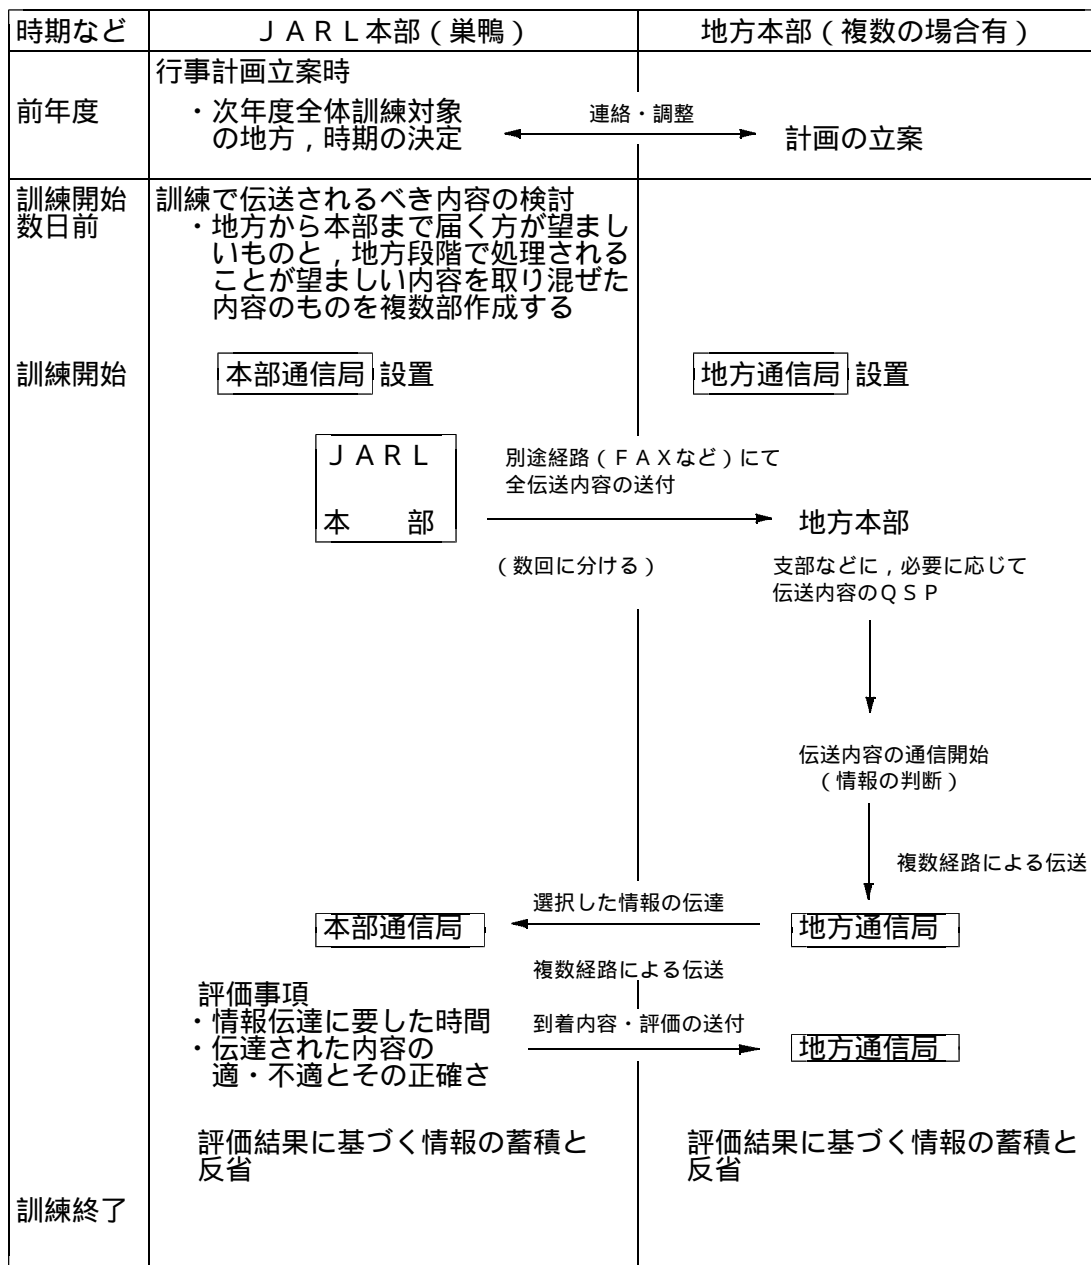 時期など
ＪＡＲＬ本部（巣鴨）
地方本部（複数の場合有）
前年度
行事計画立案時
・次年度全体訓練対象
の地方，時期の決定
連絡・調整
計画の立案
訓練開始
数日前
訓練で伝送されるべき内容の検討
・地方から本部まで届く方が望まし
いものと，地方段階で処理される
ことが望ましい内容を取り混ぜた
内容のものを複数部作成する
訓練開始
本部通信局 設置
地方通信局 設置
ＪＡＲＬ
本　部
別途経路（ＦＡＸなど）にて
全伝送内容の送付
（数回に分ける）
地方本部
支部などに，必要に応じて
伝送内容のＱＳＰ
伝送内容の通信開始
（情報の判断）
複数経路による伝送
本部通信局
選択した情報の伝達
複数経路による伝送
地方通信局
評価事項
・情報伝達に要した時間
・伝達された内容の
適・不適とその正確さ
到着内容・評価の送付
地方通信局
評価結果に基づく情報の蓄積と
反省
評価結果に基づく情報の蓄積と
反省
訓練終了